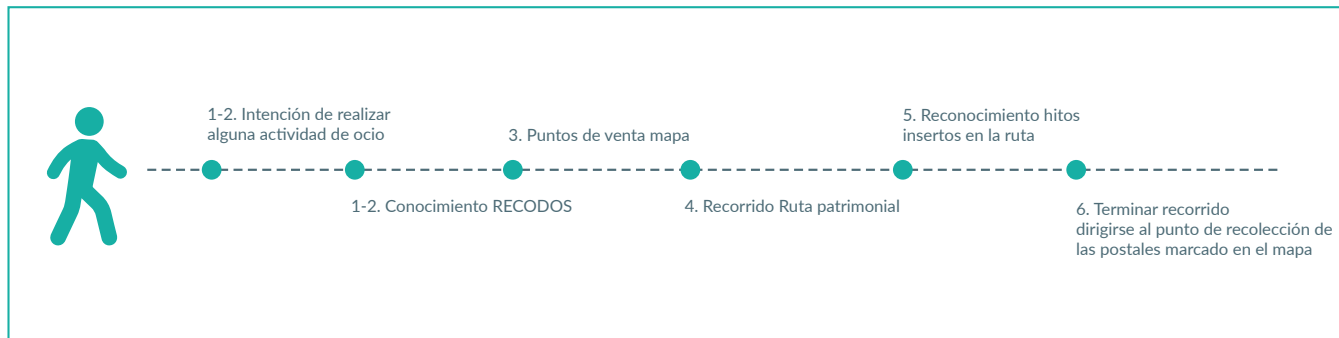 1-2. Intención de realizar
alguna actividad de ocio
1-2. Conocimiento RECODOS
3. Puntos de venta mapa
4. Recorrido Ruta patrimonial
5. Reconocimiento hitos
insertos en la ruta
6. Terminar recorrido
dirigirse al punto de recolección de
las postales marcado en el mapa